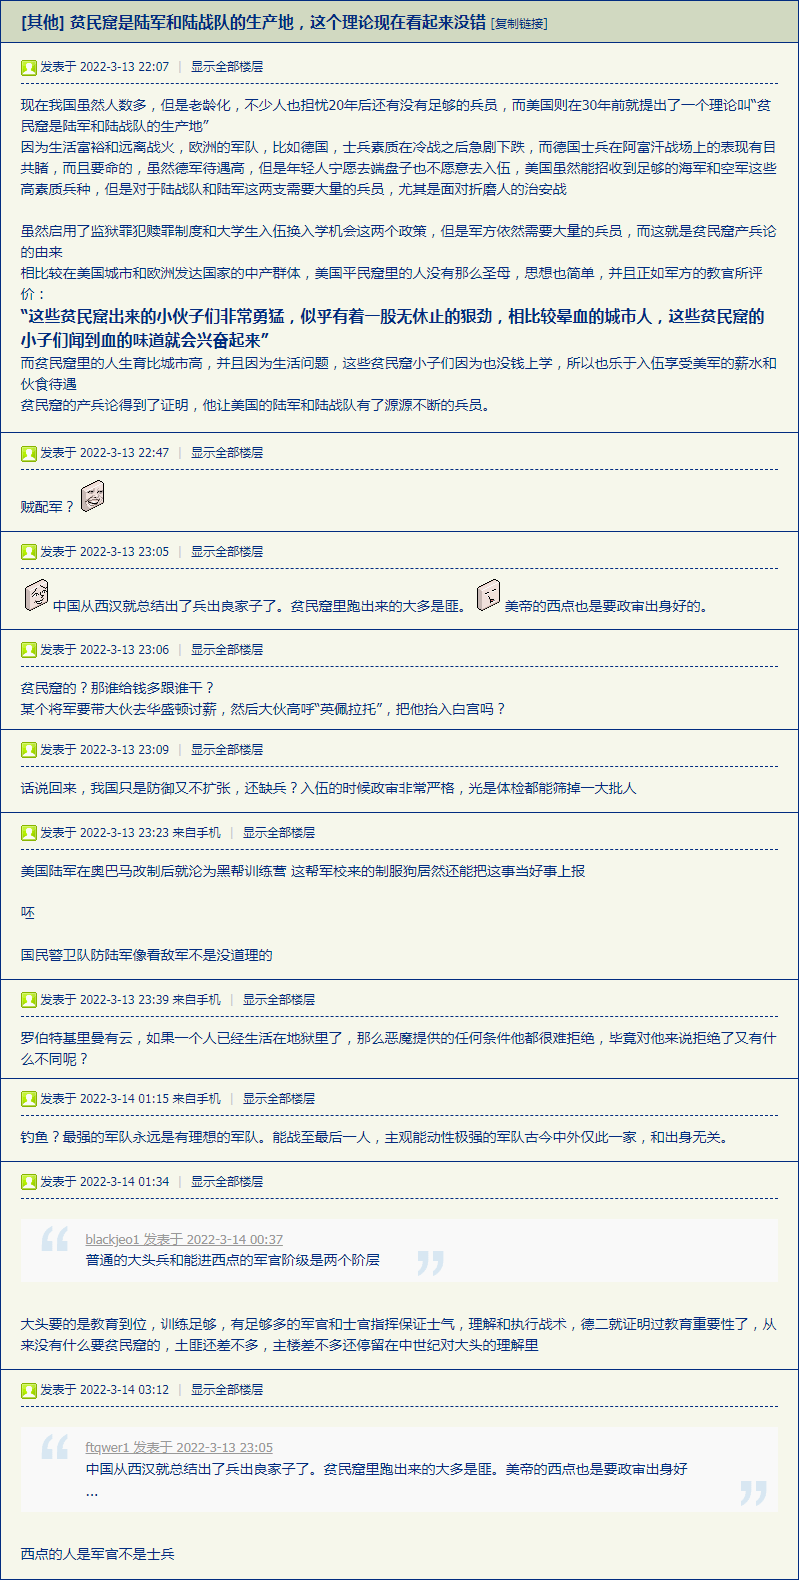 [其他] 贫民窟是陆军和陆战队的生产地，这个理论现在看起来没错 [复制链接]
发表于 2022-3-13 22:07 | 显示全部楼层
现在我国虽然人数多，但是老龄化，不少人也担忧20年后还有没有足够的兵员，而美国则在30年前就提出了一个理论叫“贫
民窟是陆军和陆战队的生产地”
因为生活富裕和远离战火，欧洲的军队，比如德国，士兵素质在冷战之后急剧下跌，而德国士兵在阿富汗战场上的表现有目
共睹，而且要命的，虽然德军待遇高，但是年轻人宁愿去端盘子也不愿意去入伍，美国虽然能招收到足够的海军和空军这些
高素质兵种，但是对于陆战队和陆军这两支需要大量的兵员，尤其是面对折磨人的治安战
虽然启用了监狱罪犯赎罪制度和大学生入伍换入学机会这两个政策，但是军方依然需要大量的兵员，而这就是贫民窟产兵论
的由来
相比较在美国城市和欧洲发达国家的中产群体，美国平民窟里的人没有那么圣母，思想也简单，并且正如军方的教官所评
价：
“这些贫民窟出来的小伙子们非常勇猛，似乎有着一股无休止的狠劲，相比较晕血的城市人，这些贫民窟的
小子们闻到血的味道就会兴奋起来”
而贫民窟里的人生育比城市高，并且因为生活问题，这些贫民窟小子们因为也没钱上学，所以也乐于入伍享受美军的薪水和
伙食待遇
贫民窟的产兵论得到了证明，他让美国的陆军和陆战队有了源源不断的兵员。
发表于 2022-3-13 22:47 | 显示全部楼层
贼配军？
发表于 2022-3-13 23:05 | 显示全部楼层
中国从西汉就总结出了兵出良家子了。贫民窟里跑出来的大多是匪。 美帝的西点也是要政审出身好的。
发表于 2022-3-13 23:06 | 显示全部楼层
贫民窟的？那谁给钱多跟谁干？
某个将军要带大伙去华盛顿讨薪，然后大伙高呼“英佩拉托”，把他抬入白宫吗？
发表于 2022-3-13 23:09 | 显示全部楼层
话说回来，我国只是防御又不扩张，还缺兵？入伍的时候政审非常严格，光是体检都能筛掉一大批人
发表于 2022-3-13 23:23 来自手机 | 显示全部楼层
美国陆军在奥巴马改制后就沦为黑帮训练营 这帮军校来的制服狗居然还能把这事当好事上报
呸
国民警卫队防陆军像看敌军不是没道理的
发表于 2022-3-13 23:39 来自手机 | 显示全部楼层
罗伯特基里曼有云，如果一个人已经生活在地狱里了，那么恶魔提供的任何条件他都很难拒绝，毕竟对他来说拒绝了又有什
么不同呢？
发表于 2022-3-14 01:15 来自手机 | 显示全部楼层
钓鱼？最强的军队永远是有理想的军队。能战至最后一人，主观能动性极强的军队古今中外仅此一家，和出身无关。
发表于 2022-3-14 01:34 | 显示全部楼层
blackjeo1 发表于 2022-3-14 00:37
普通的大头兵和能进西点的军官阶级是两个阶层
大头要的是教育到位，训练足够，有足够多的军官和士官指挥保证士气，理解和执行战术，德二就证明过教育重要性了，从
来没有什么要贫民窟的，土匪还差不多，主楼差不多还停留在中世纪对大头的理解里
发表于 2022-3-14 03:12 | 显示全部楼层
ftqwer1 发表于 2022-3-13 23:05
中国从西汉就总结出了兵出良家子了。贫民窟里跑出来的大多是匪。美帝的西点也是要政审出身好
...
西点的人是军官不是士兵